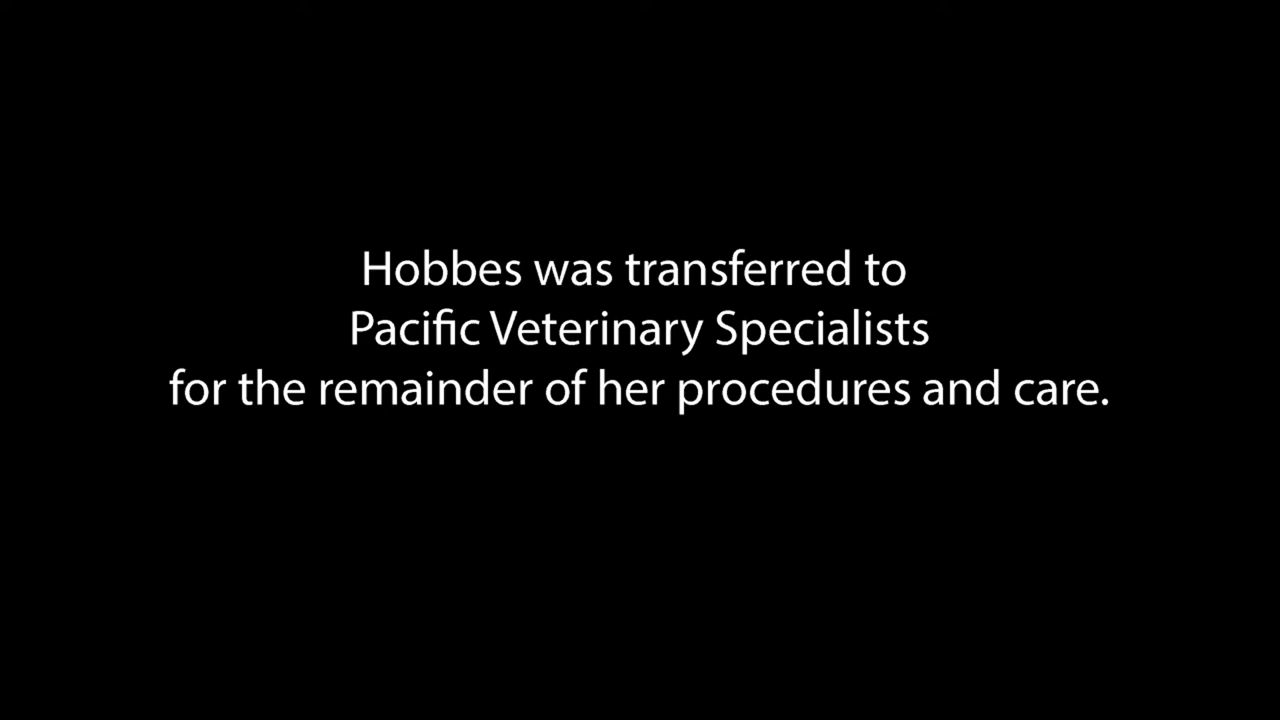 Hobbes was transferred to
Pacific Veterinary Specialists
for the remainder of her procedures and care.